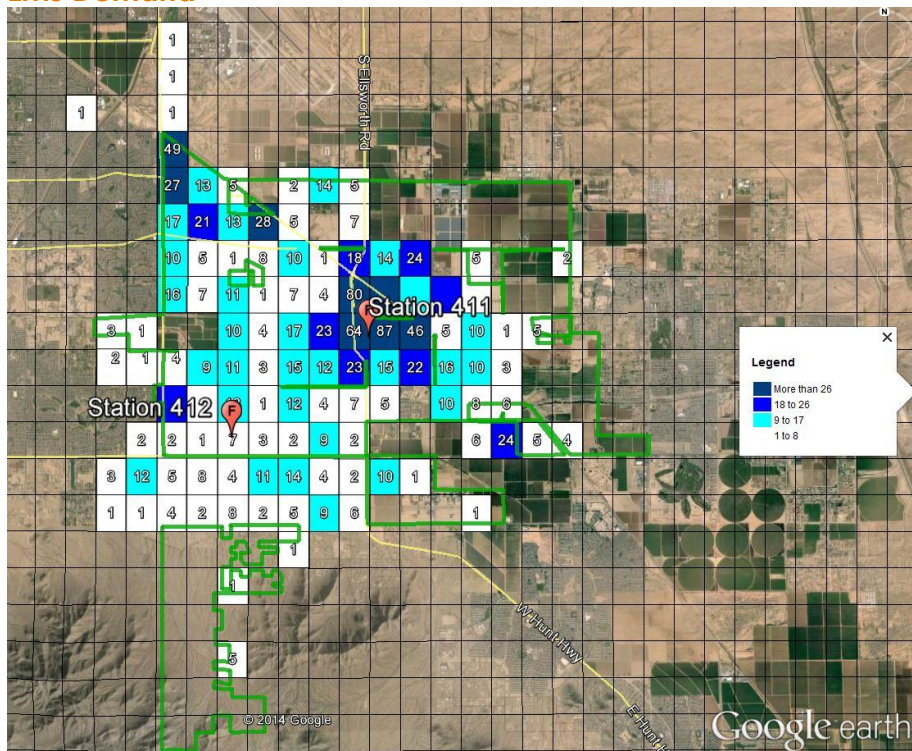 EMS Demand
N
1
1
1 1
S Ellsworth Rd
49
27 13 5 2 14 5
17 21 13 28 5 7
10 5 1 8 10 1 18 14 24 5 2
16 7 11 1 7 4 80
Station 411
3 1 10 4 17 23 64 87 46 5 10 1 5
2 1 4 9 11 3 15 12 23 15 22 16 10 3
Station 412 1 12 4 7 5 10 8 6
F
2 2 1 7 3 2 9 2 6 24 5 4
3 12 5 8 4 11 14 4 2 10 1
1 1 4 2 8 2 5 9 6 1
1
1
5
Legend
More than 26
18 to 26
9 to 17
1 to 8
W Hunt Hwy
E Hunt H
© 2014 Google
Google earth